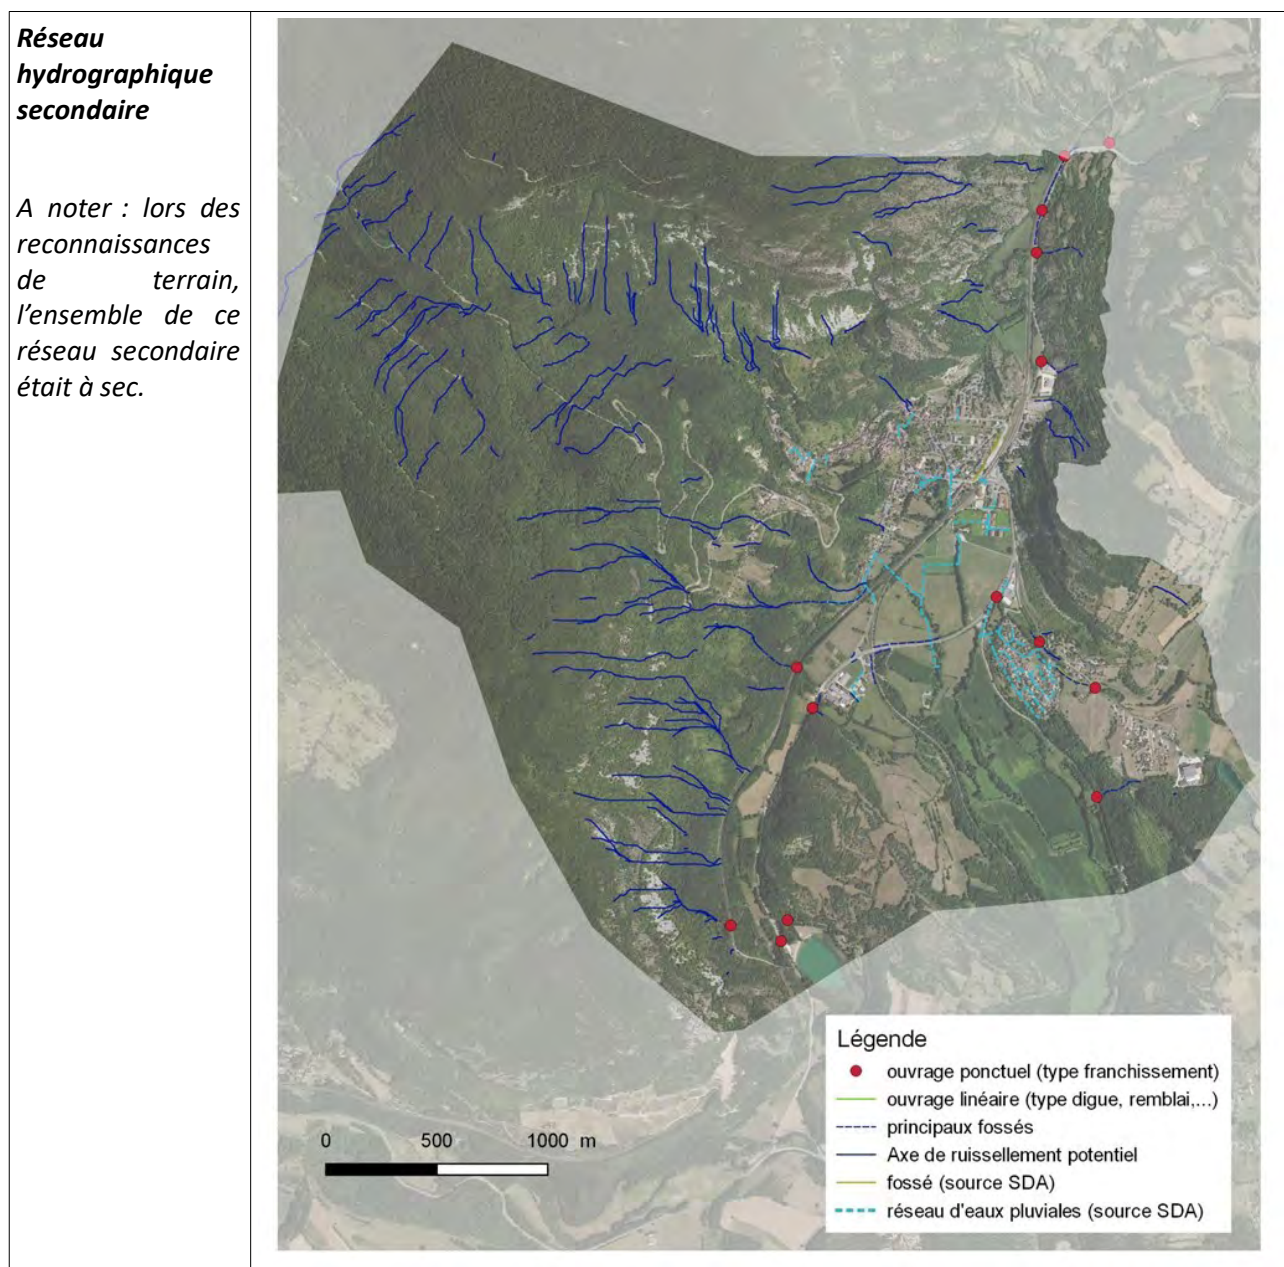 Réseau
hydrographique
secondaire
A noter : lors des
reconnaissances
de terrain,
l’ensemble de ce
réseau secondaire
était à sec.
Légende
ouvrage ponctuel (type franchissement)
ouvrage linéaire (type digue, remblai,...)
principaux fossés
Axe de ruissellement potentiel
fossé (source SDA)
réseau d'eaux pluviales (source SDA)
0 500 1000 m